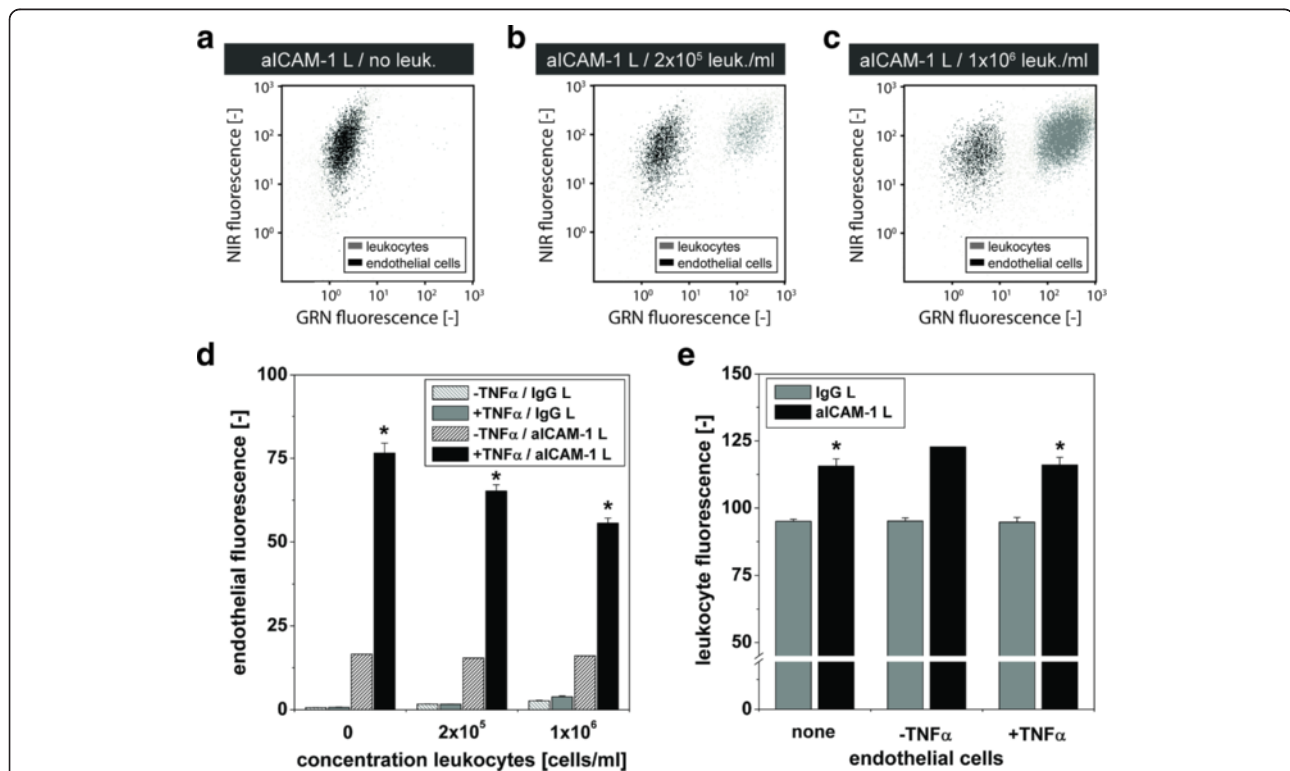 a
aICAM-1 L / no leuk.
NIR fluorescence [-]
10³
10²
10¹
10⁰
leukocytes
endothelial cells
10⁰ 10¹ 10² 10³
GRN fluorescence [-]
b
aICAM-1 L / 2x10⁵ leuk./ml
NIR fluorescence [-]
10³
10²
10¹
10⁰
leukocytes
endothelial cells
10⁰ 10¹ 10² 10³
GRN fluorescence [-]
c
aICAM-1 L / 1x10⁶ leuk./ml
NIR fluorescence [-]
10³
10²
10¹
10⁰
leukocytes
endothelial cells
10⁰ 10¹ 10² 10³
GRN fluorescence [-]
d
endothelial fluorescence [-]
100
75
50
25
0
-TNFα / IgG L
+TNFα / IgG L
-TNFα / aICAM-1 L
+TNFα / aICAM-1 L
* * *
0 2x10⁵ 1x10⁶
concentration leukocytes [cells/ml]
e
leukocyte fluorescence [-]
150
125
100
75
50
0
IgG L
aICAM-1 L
* *
none -TNFα +TNFα
endothelial cells